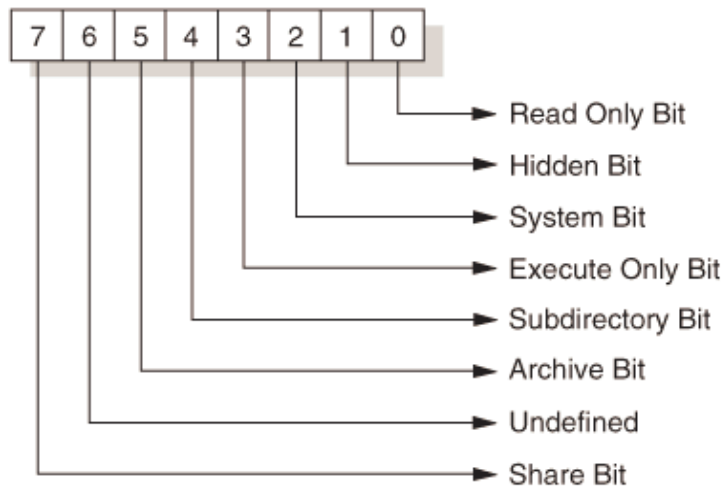 7 6 5 4 3 2 1 0
Read Only Bit
Hidden Bit
System Bit
Execute Only Bit
Subdirectory Bit
Archive Bit
Undefined
Share Bit